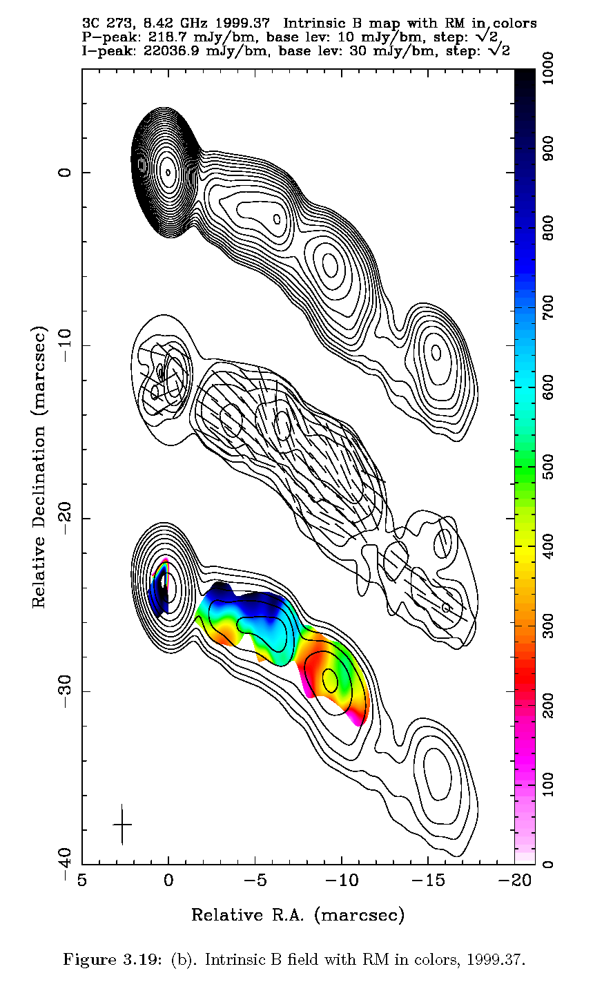 3C 273, 8.42 GHz 1999.37 Intrinsic B map with RM in colors
P−peak: 218.7 mJy/bm, base lev: 10 mJy/bm, step: √2
I−peak: 22036.9 mJy/bm, base lev: 30 mJy/bm, step: √2
1000
900
800
700
600
500
400
300
200
100
0
Relative Declination (marcsec)
0
−10
−20
−30
−40
5 0 −5 −10 −15 −20
Relative R.A. (marcsec)
Figure 3.19: (b). Intrinsic B field with RM in colors, 1999.37.